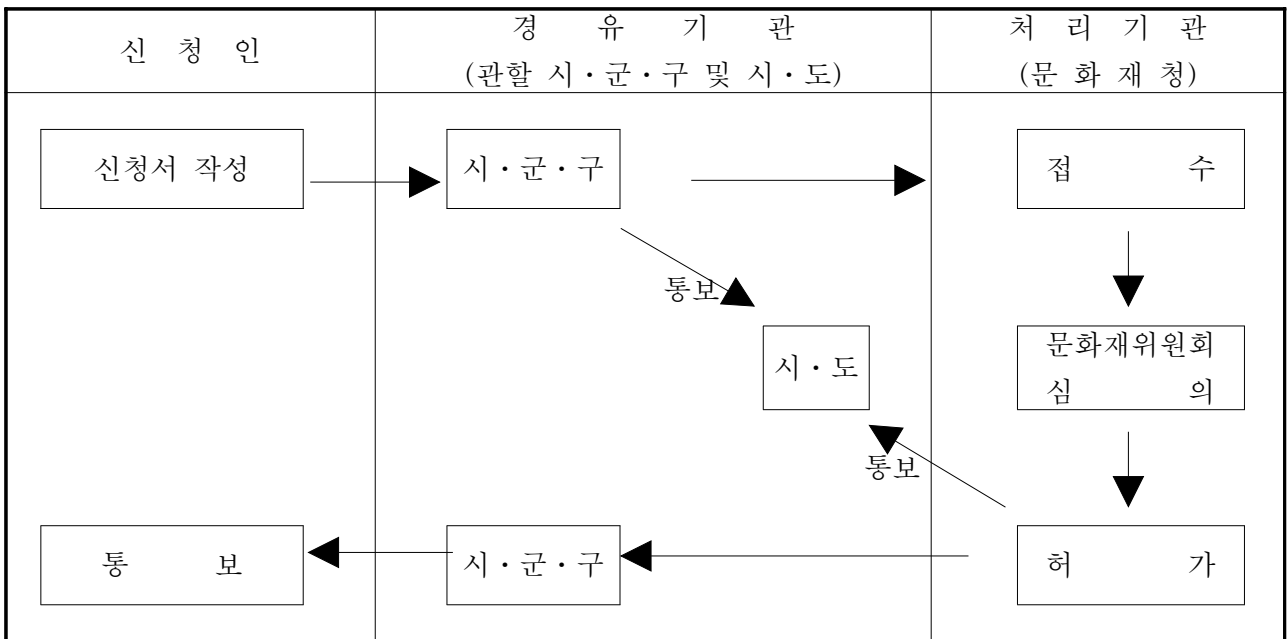 신 청 인
경 유 기 관
(관할 시·군·구 및 시·도)
처 리 기 관
(문 화 재 청)
신청서 작성
시·군·구
접 수
통보
시·도
문화재위원회
심 의
통보
통 보
시·군·구
허 가